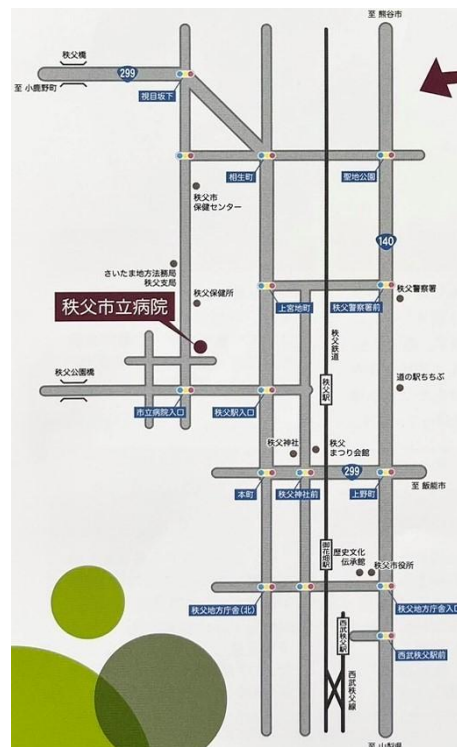 至 熊谷市
秩父橋
299
至 小鹿野町
視目坂下
相生町
聖地公園
秩父市
保健センター
140
さいたま地方法務局
秩父支局
秩父保健所
上宮地町
秩父警察署前
秩父警察署
秩父市立病院
秩父鉄道
秩父公園橋
秩父駅
道の駅ちちぶ
市立病院入口
秩父駅入口
秩父神社
秩父
まつり会館
299
本町
秩父神社前
上野町
至 飯能市
御花畑駅
歴史文化
伝承館
秩父市役所
秩父地方庁舎(北)
秩父地方庁舎入口
西武秩父駅
西武秩父駅前
西武秩父線
至 山梨県